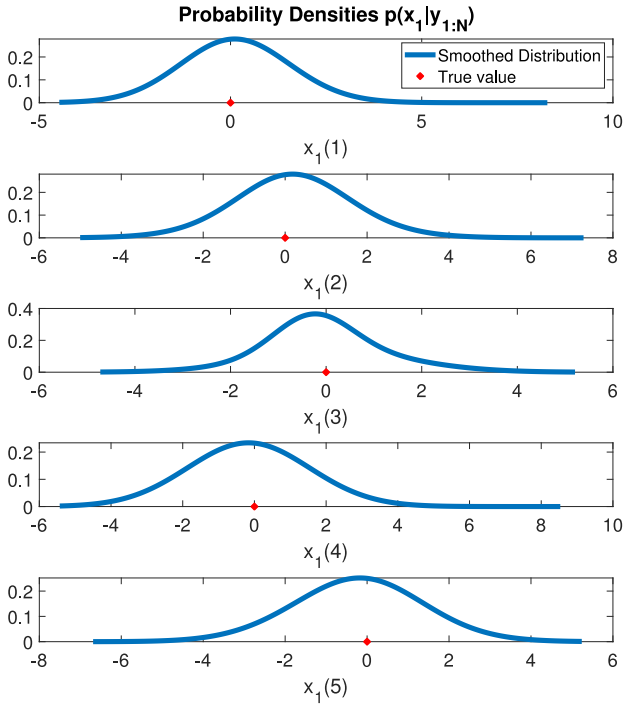 Probability Densities p(x₁|y₁:N)
0.2
0.1
0
Smoothed Distribution
True value
-5 0 5 10
x₁(1)
0.2
0.1
0
-6 -4 -2 0 2 4 6 8
x₁(2)
0.4
0.2
0
-6 -4 -2 0 2 4 6
x₁(3)
0.2
0.1
0
-6 -4 -2 0 2 4 6 8 10
x₁(4)
0.2
0.1
0
-8 -6 -4 -2 0 2 4 6
x₁(5)